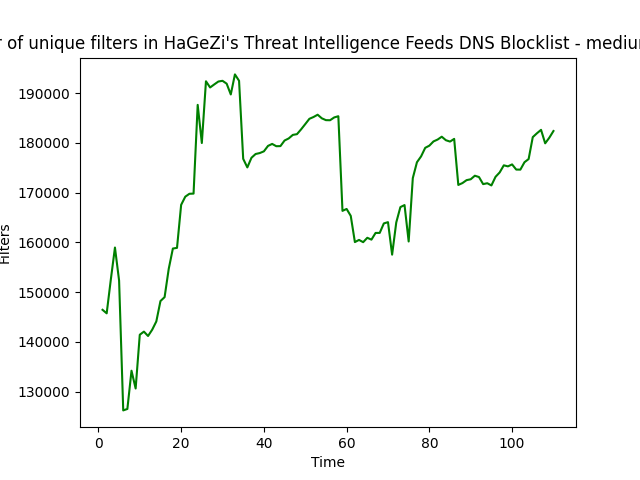 r of unique filters in HaGeZi's Threat Intelligence Feeds DNS Blocklist - mediu
190000
180000
170000
160000
150000
140000
130000
Filters
0 20 40 60 80 100
Time